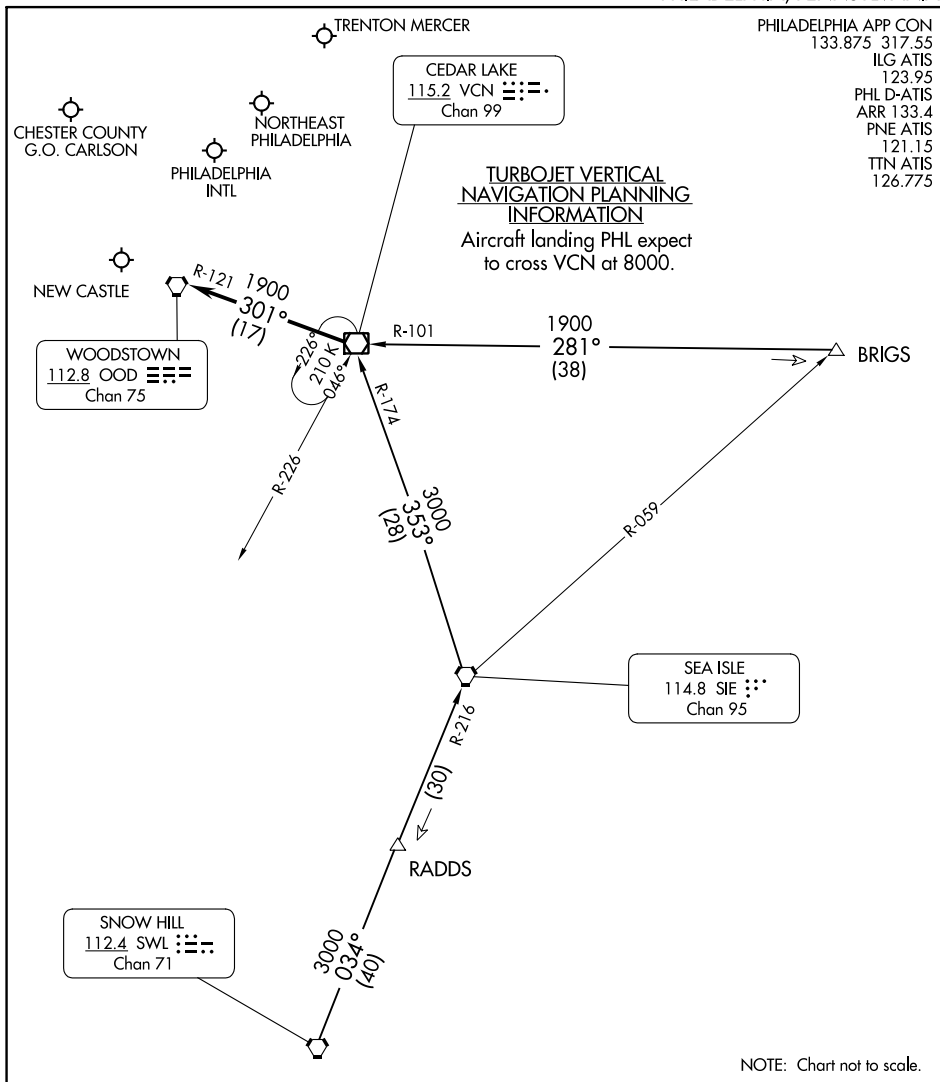 TRENTON MERCER
PHILADELPHIA APP CON
133.875 317.55
ILG ATIS
123.95
PHL D-ATIS
ARR 133.4
PNE ATIS
121.15
TTN ATIS
126.775
CEDAR LAKE
115.2 VCN
Chan 99
CHESTER COUNTY
G.O. CARLSON
NORTHEAST
PHILADELPHIA
PHILADELPHIA
INTL
TURBOJET VERTICAL
NAVIGATION PLANNING
INFORMATION
Aircraft landing PHL expect
to cross VCN at 8000.
NEW CASTLE
R-121
1900
301°
(17)
WOODSTOWN
112.8 OOD
Chan 75
226°
210 K
046°
R-226
R-101
1900
281°
(38)
BRIGS
R-174
3000
353°
(28)
R-059
SEA ISLE
114.8 SIE
Chan 95
R-216
(30)
RADDS
SNOW HILL
112.4 SWL
Chan 71
3000
034°
(40)
NOTE: Chart not to scale.